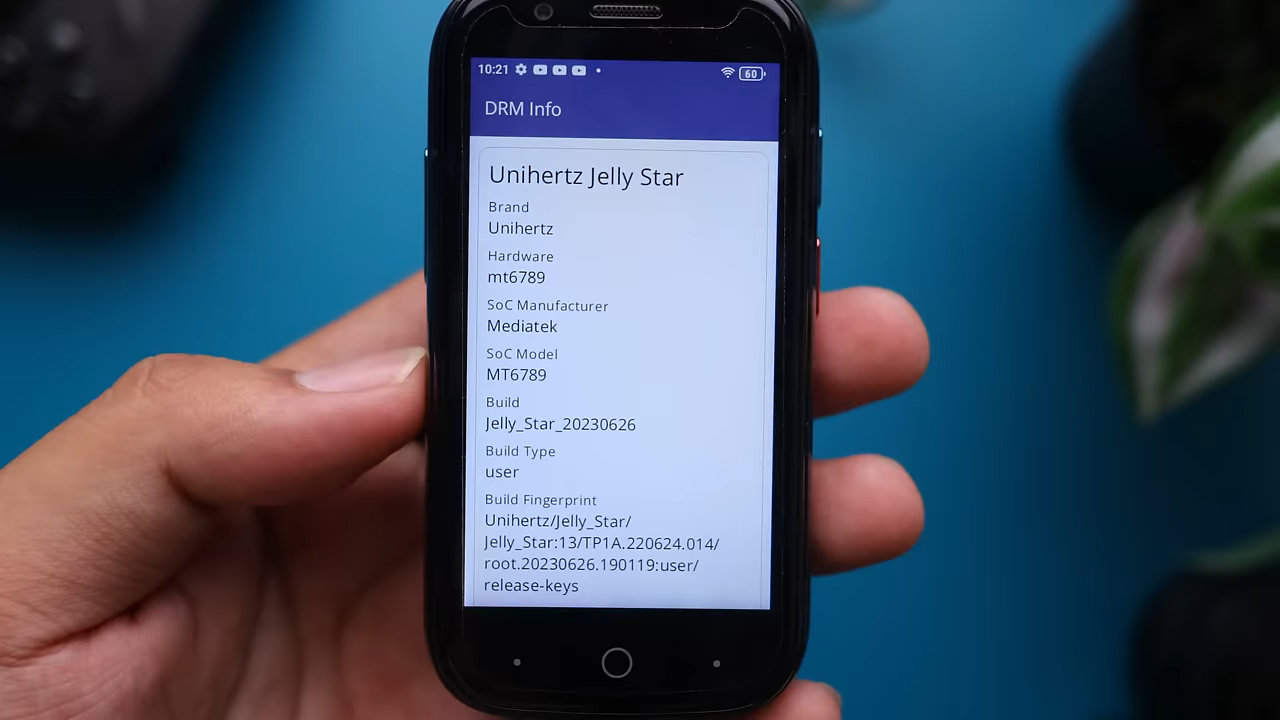 10:21 60
DRM Info
Unihertz Jelly Star
Brand
Unihertz
Hardware
mt6789
SoC Manufacturer
Mediatek
SoC Model
MT6789
Build
Jelly_Star_20230626
Build Type
user
Build Fingerprint
Unihertz/Jelly_Star/
Jelly_Star:13/TP1A.220624.014/
root.20230626.190119:user/
release-keys